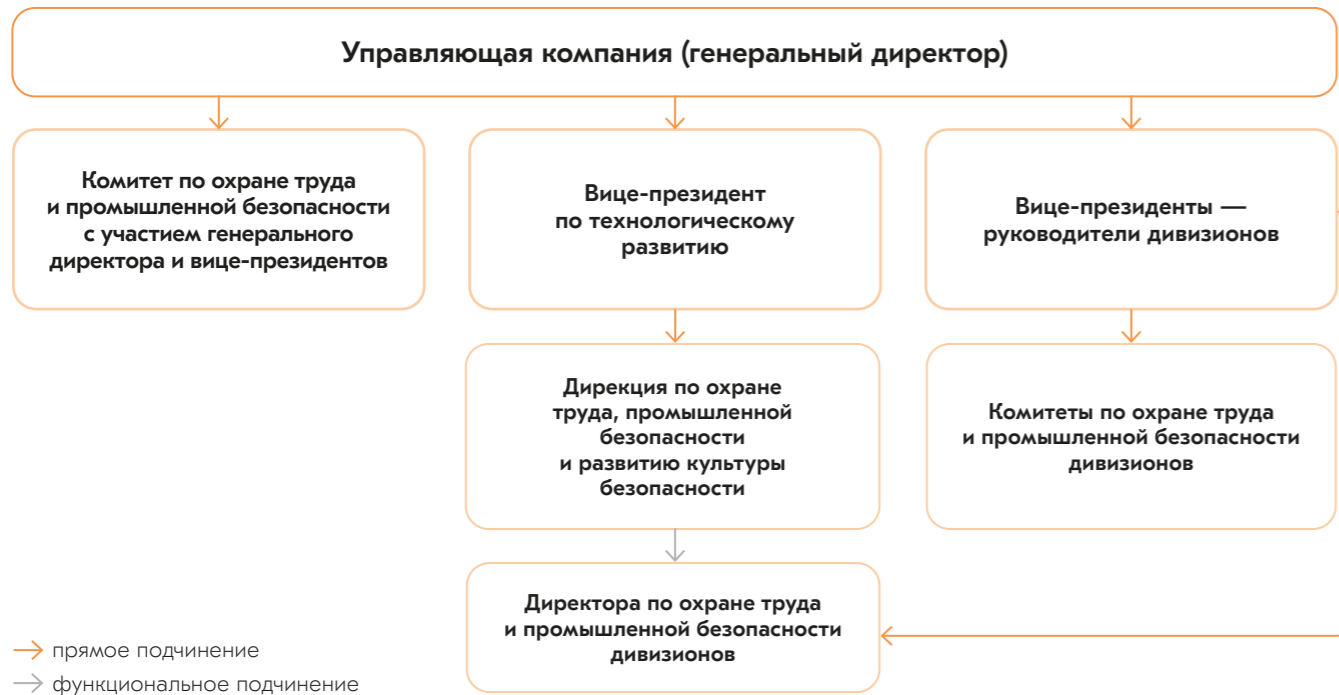 Управляющая компания (генеральный директор)
Комитет по охране труда
и промышленной безопасности
с участием генерального
директора и вице-президентов
Вице-президент
по технологическому
развитию
Вице-президенты —
руководители дивизионов
Дирекция по охране
труда, промышленной
безопасности
и развитию культуры
безопасности
Комитеты по охране труда
и промышленной безопасности
дивизионов
Директора по охране труда
и промышленной безопасности
дивизионов
прямое подчинение
функциональное подчинение